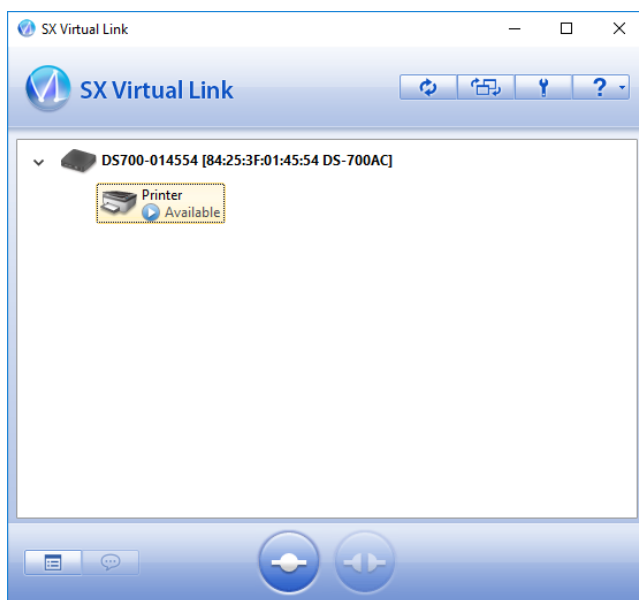 SX Virtual Link
SX Virtual Link
?
DS700-014554 [84:25:3F:01:45:54 DS-700AC]
Printer
Available